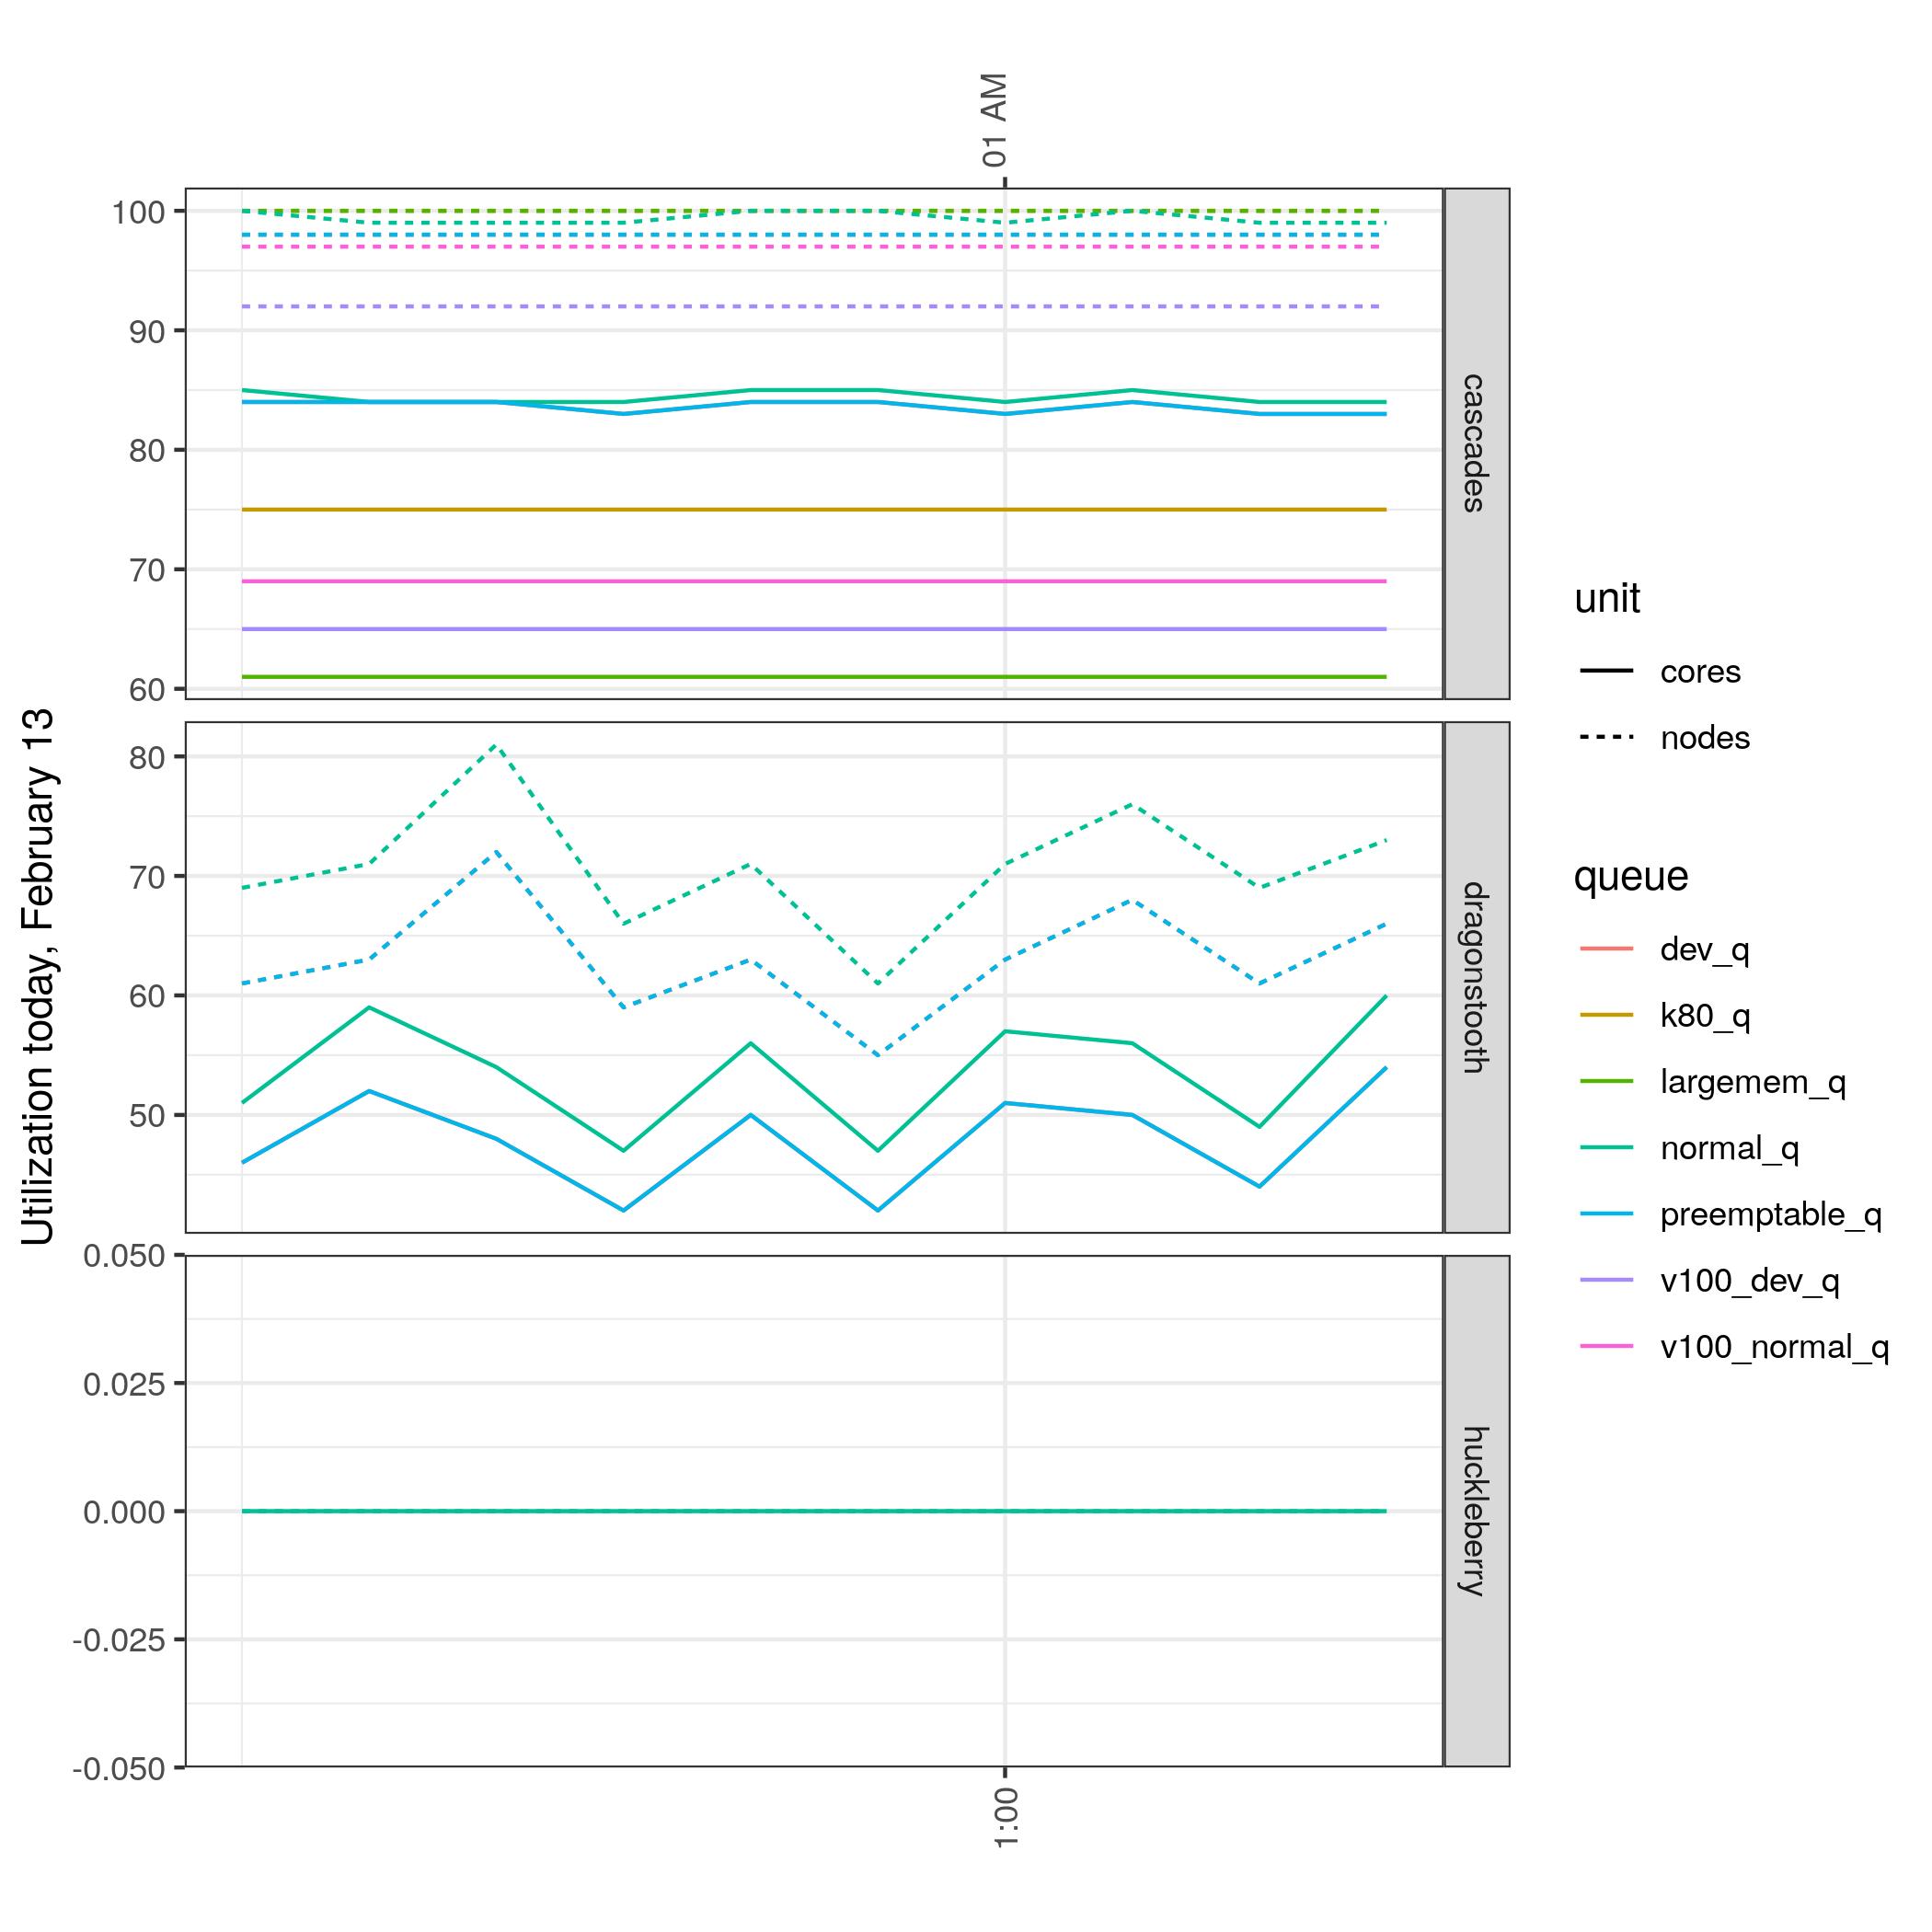 01 AM
100
90
80
70
60
cascades
80
70
60
50
dragonstooth
0.050
0.025
0.000
-0.025
-0.050
huckleberry
1:00
Utilization today, February 13
unit
cores
nodes
queue
dev_q
k80_q
largemem_q
normal_q
preemptable_q
v100_dev_q
v100_normal_q